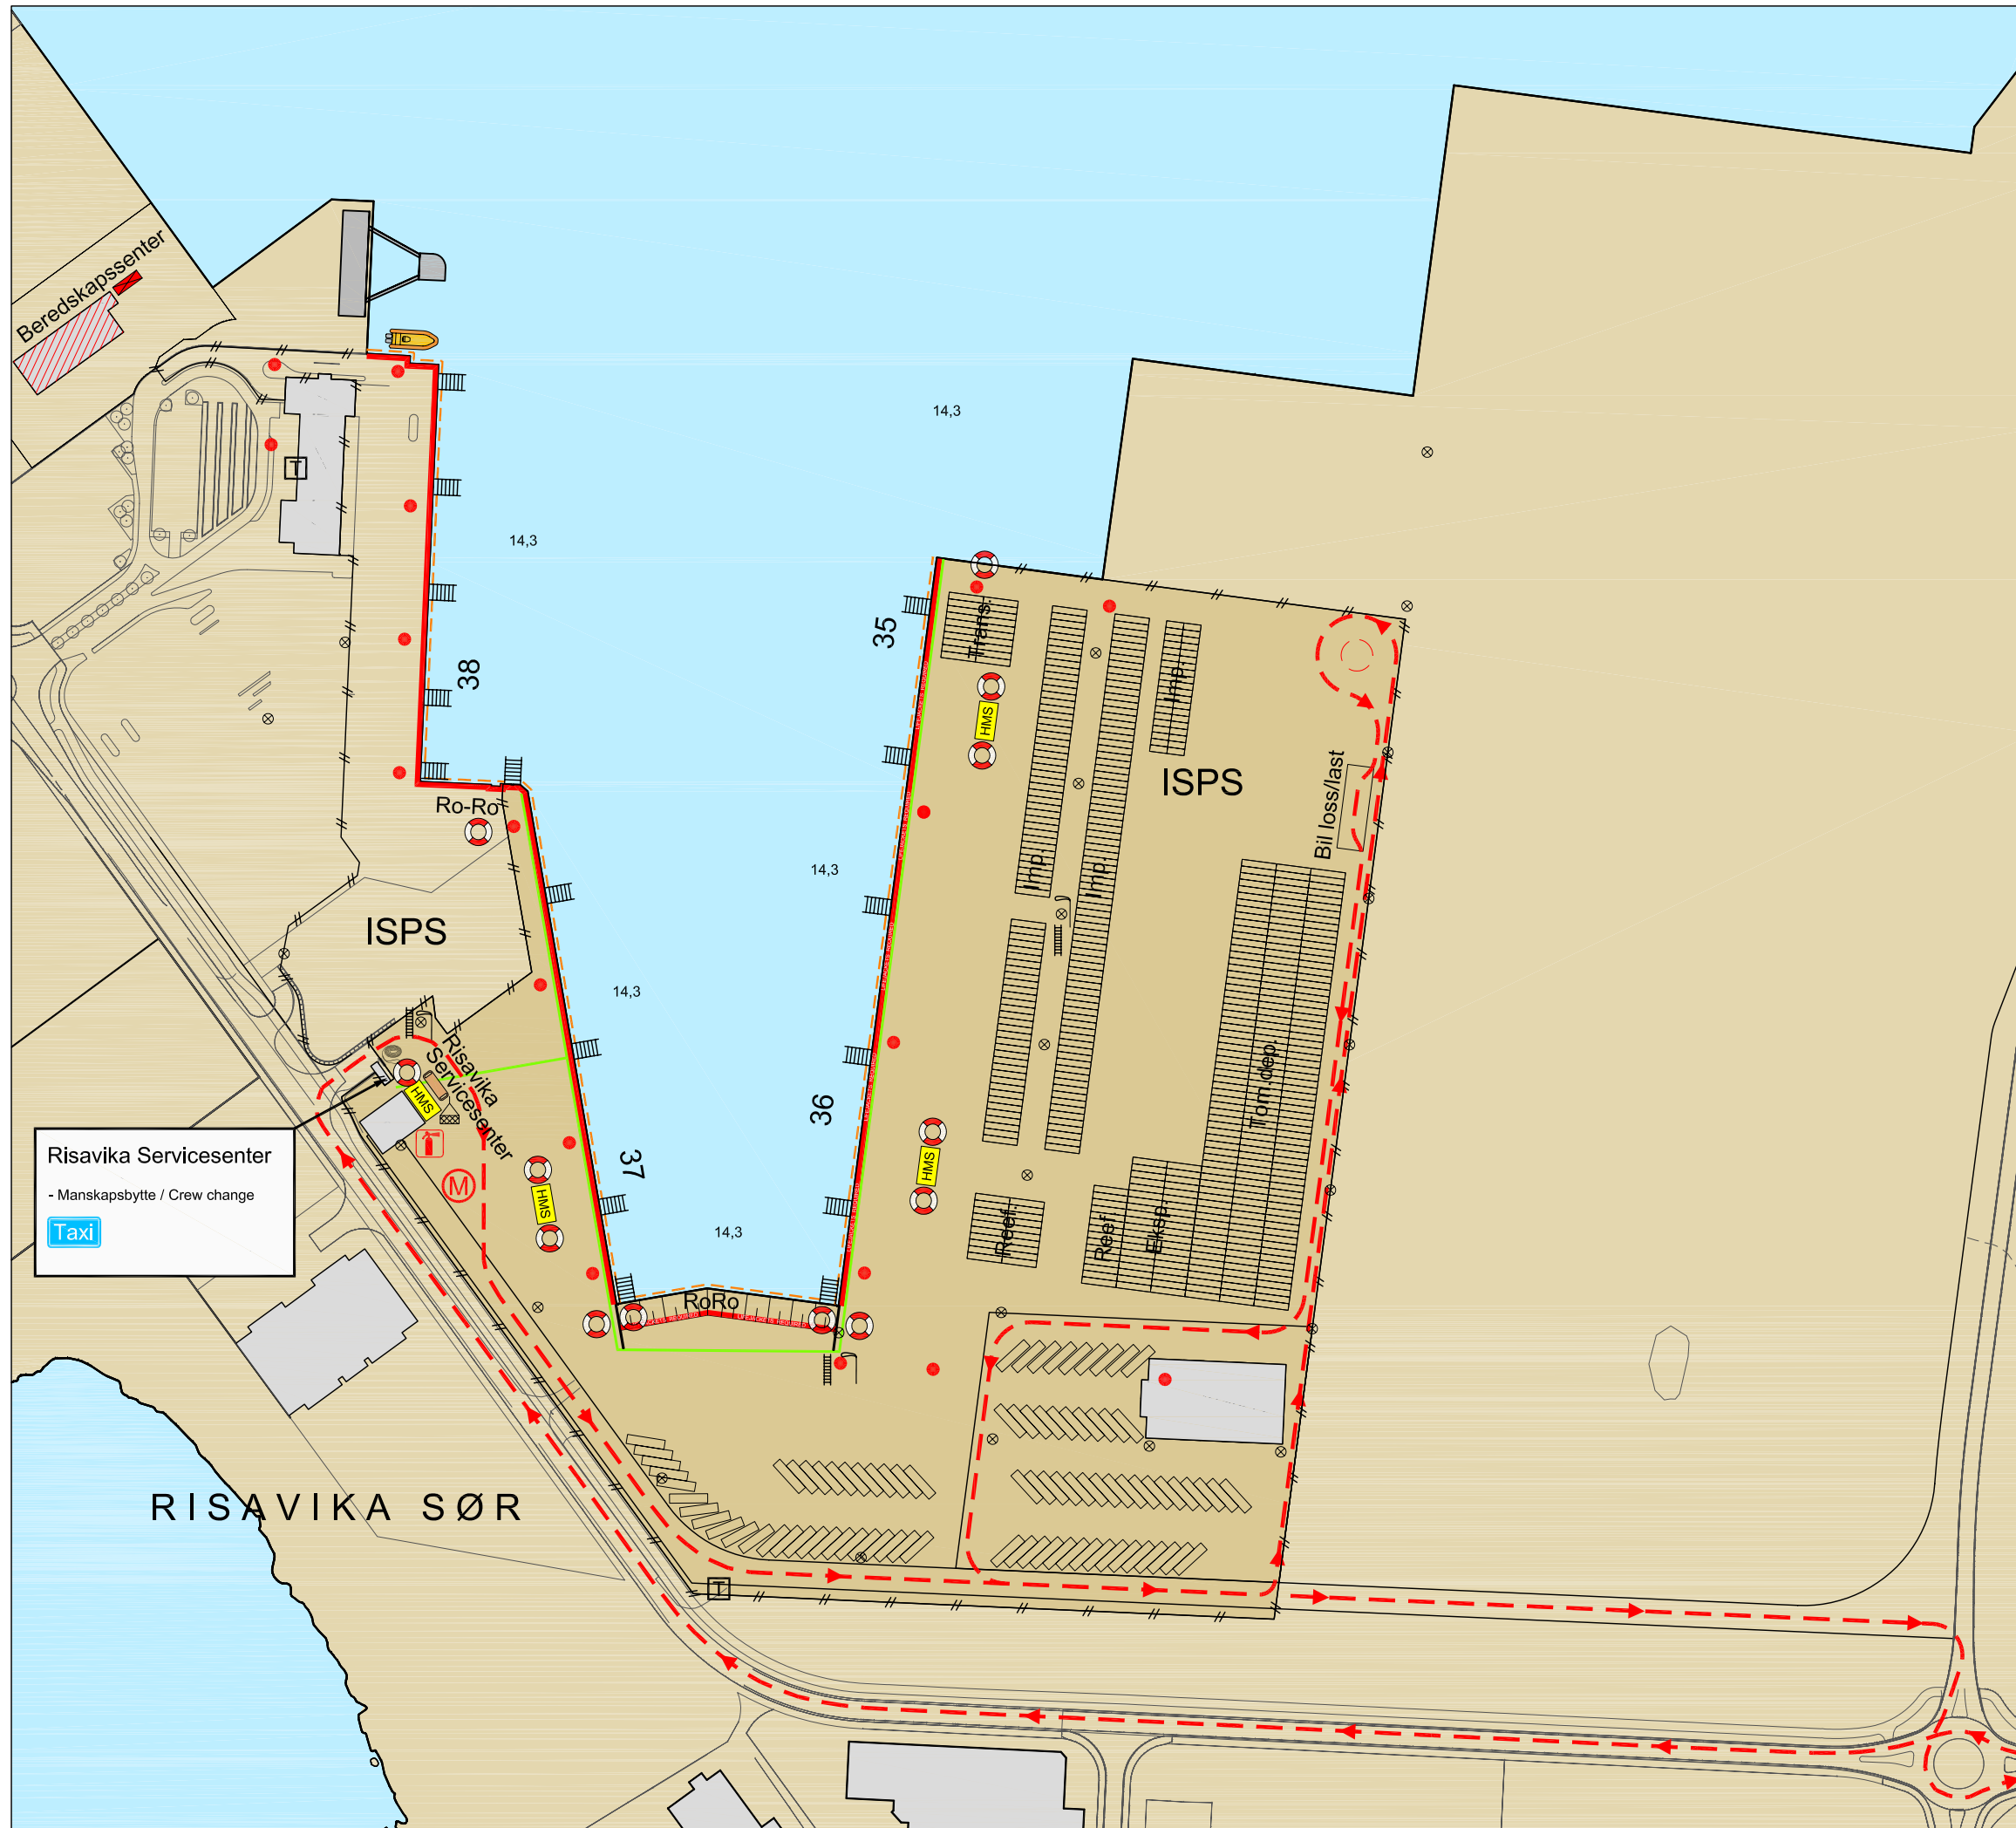 Beredskapssenter
T
14,3
14,3
38
35
Trans.
Imp.
HMS
ISPS
Bil loss/last
Ro-Ro
14,3
Imp.
Imp.
ISPS
14,3
Risavika
Servicesenter
HMS
Tom.dep.
36
37
HMS
M
HMS
Risavika Servicesenter
- Manskapsbytte / Crew change
Taxi
14,3
Reef.
Reef.
Eksp.
RoRo
LIFEJACKETS REQUIRED
RISAVIKA SØR
T